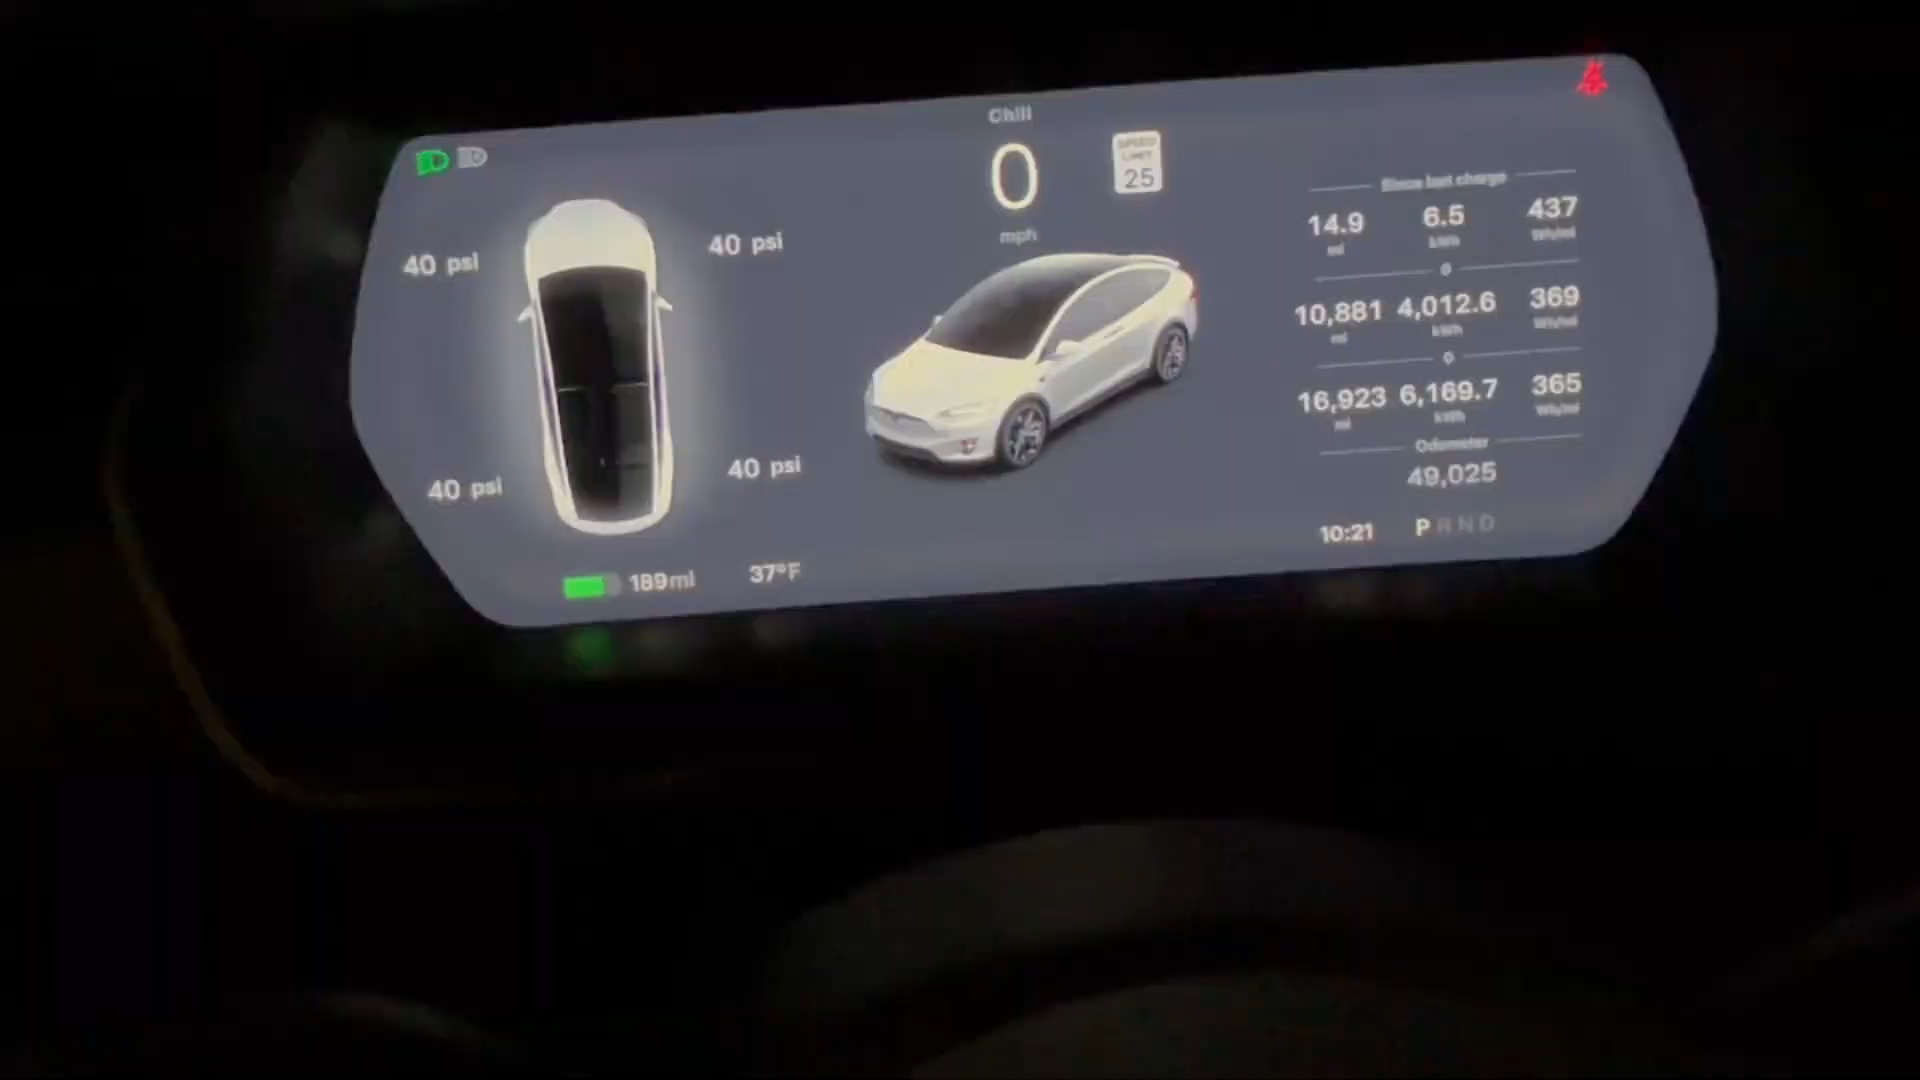 Chill
0
mph
SPEED
LIMIT
25
40 psi
40 psi
40 psi
40 psi
189mi
37°F
Since last charge
14.9 6.5 437
mi kWh Wh/mi
10,881 4,012.6 369
mi kWh Wh/mi
16,923 6,169.7 365
mi kWh Wh/mi
Odometer
49,025
10:21 P R N D